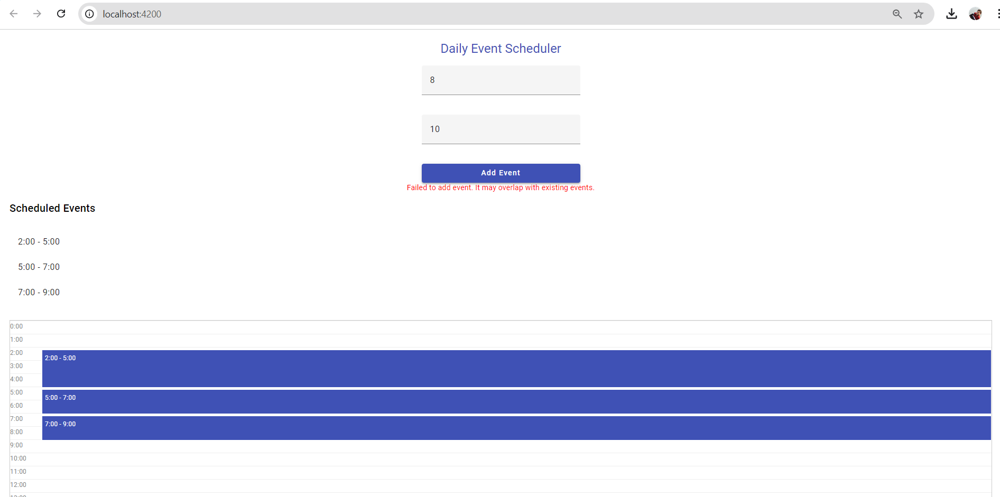 localhost:4200
Daily Event Scheduler
8
10
Add Event
Failed to add event. It may overlap with existing events.
Scheduled Events
2:00 - 5:00
5:00 - 7:00
7:00 - 9:00
0:00
1:00
2:00
2:00 - 5:00
3:00
4:00
5:00
5:00 - 7:00
6:00
7:00
7:00 - 9:00
8:00
9:00
10:00
11:00
12:00